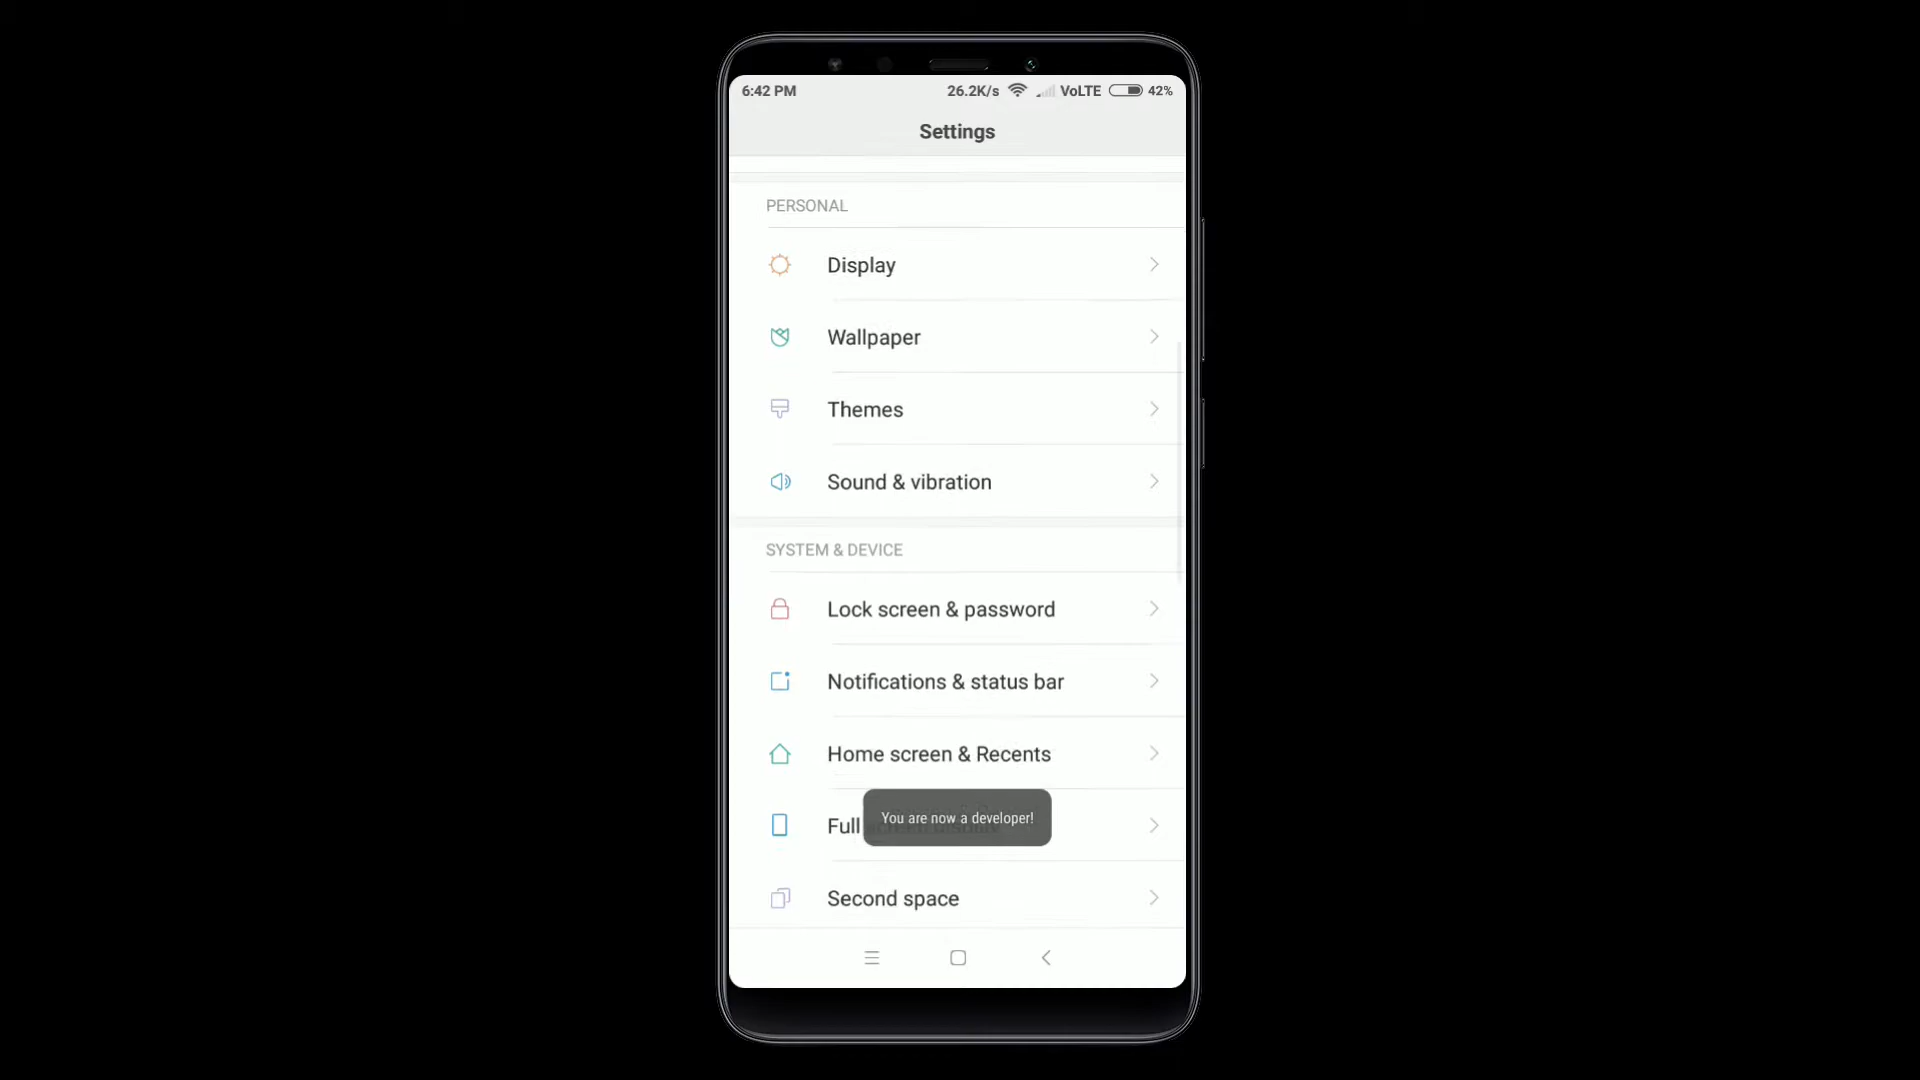 6:42 PM 26.2K/s VoLTE 42%
Settings
PERSONAL
Display
Wallpaper
Themes
Sound & vibration
SYSTEM & DEVICE
Lock screen & password
Notifications & status bar
Home screen & Recents
Full
You are now a developer!
Second space